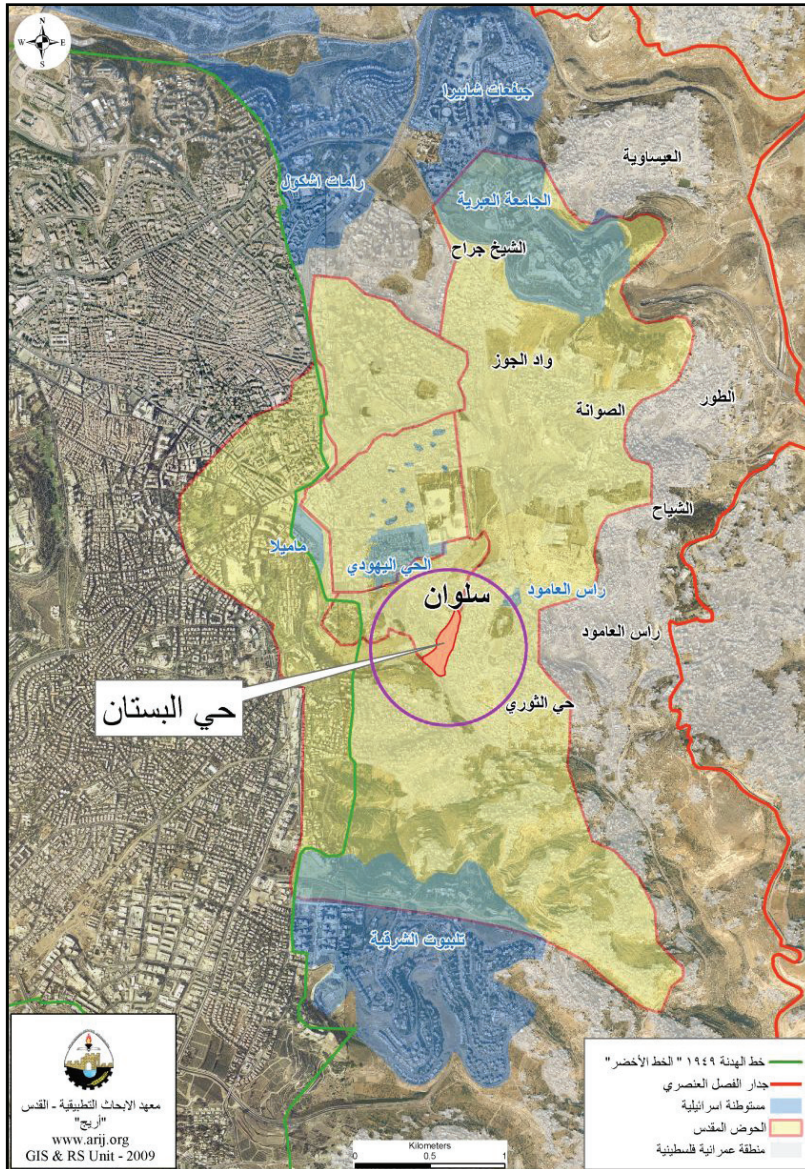 N
W E
S
جيفعات شابيرا
العيساوية
رامات اشكول
الجامعة العبرية
الشيخ جراح
واد الجوز
الطور
الصوانة
الشياح
ماميلا
الحي اليهودي
سلوان
راس العامود
راس العامود
حي البستان
حي الثوري
تلبيوت الشرقية
معهد الابحاث التطبيقية - القدس
"أريج"
www.arij.org
GIS & RS Unit - 2009
Kilometers
0 0.5 1
خط الهدنة ١٩٤٩ " الخط الأخضر"
جدار الفصل العنصري
مستوطنة اسرائيلية
الحوض المقدس
منطقة عمرانية فلسطينية